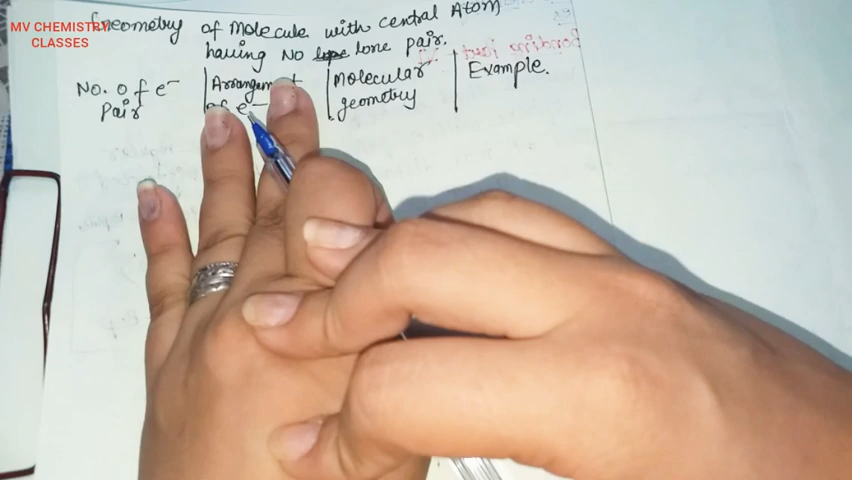 MV CHEMISTRY
CLASSES
Geometry of Molecule with central Atom
having NO lone pair.
No. of e⁻ Pair
Arrangement of e⁻
Molecular geometry
Example.